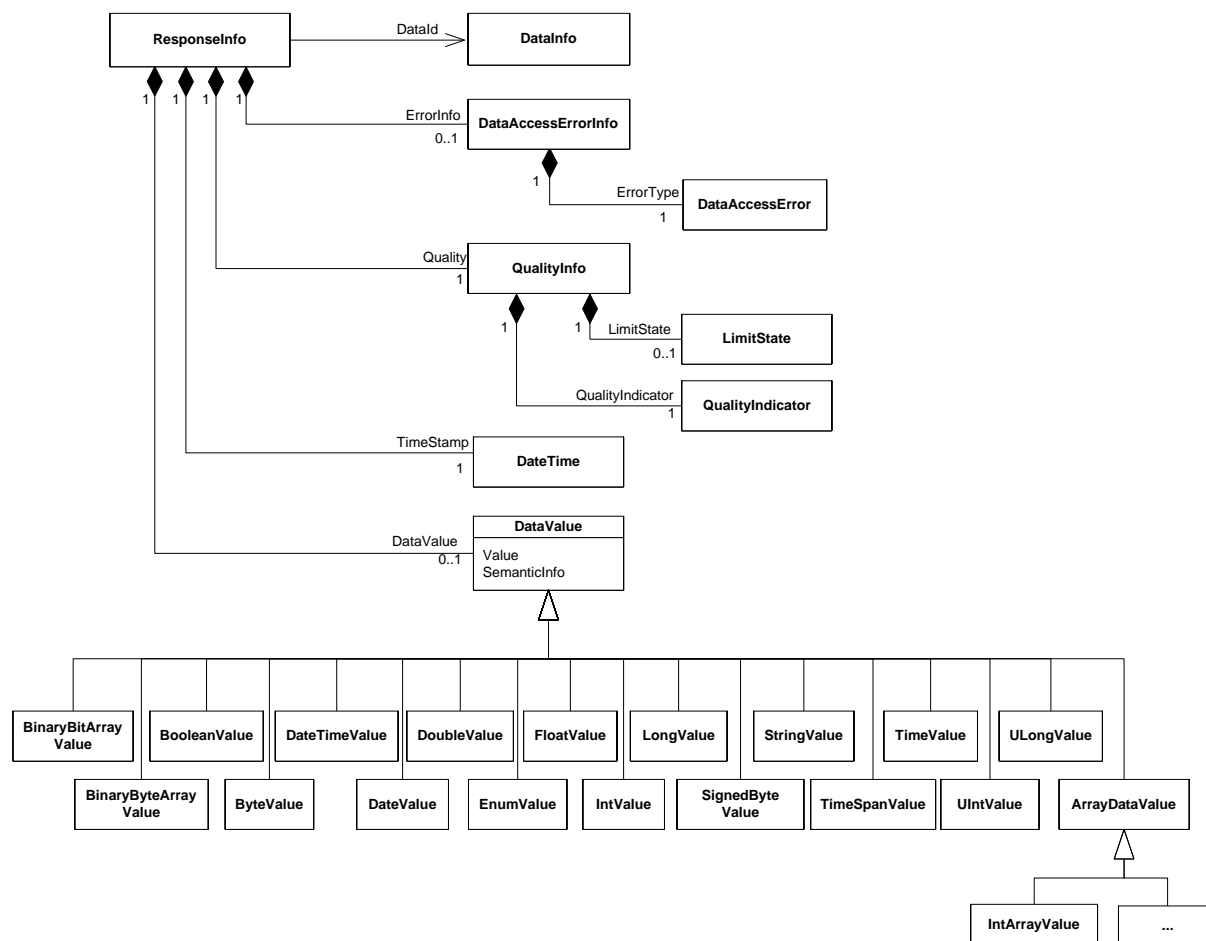 ResponseInfo
DataId
DataInfo
1
1
1
1
ErrorInfo
0..1
DataAccessErrorInfo
1
ErrorType
1
DataAccessError
Quality
1
QualityInfo
1
1
LimitState
0..1
LimitState
QualityIndicator
1
QualityIndicator
TimeStamp
1
DateTime
DataValue
0..1
DataValue
Value
SemanticInfo
BinaryBitArray
Value
BooleanValue
DateTimeValue
DoubleValue
FloatValue
LongValue
StringValue
TimeValue
ULongValue
BinaryByteArray
Value
ByteValue
DateValue
EnumValue
IntValue
SignedByte
Value
TimeSpanValue
UIntValue
ArrayDataValue
IntArrayValue
...